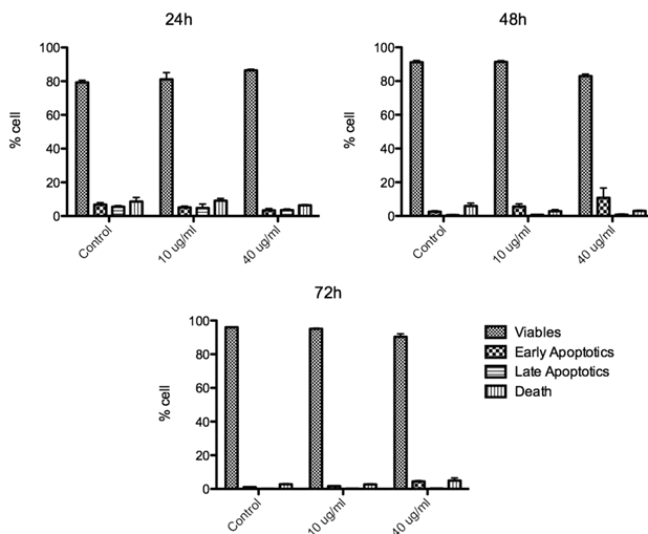 24h
% cell
100
80
60
40
20
0
Control
10 ug/ml
40 ug/ml
48h
% cell
100
80
60
40
20
0
Control
10 ug/ml
40 ug/ml
72h
% cell
100
80
60
40
20
0
Control
10 ug/ml
40 ug/ml
Viables
Early Apoptotics
Late Apoptotics
Death